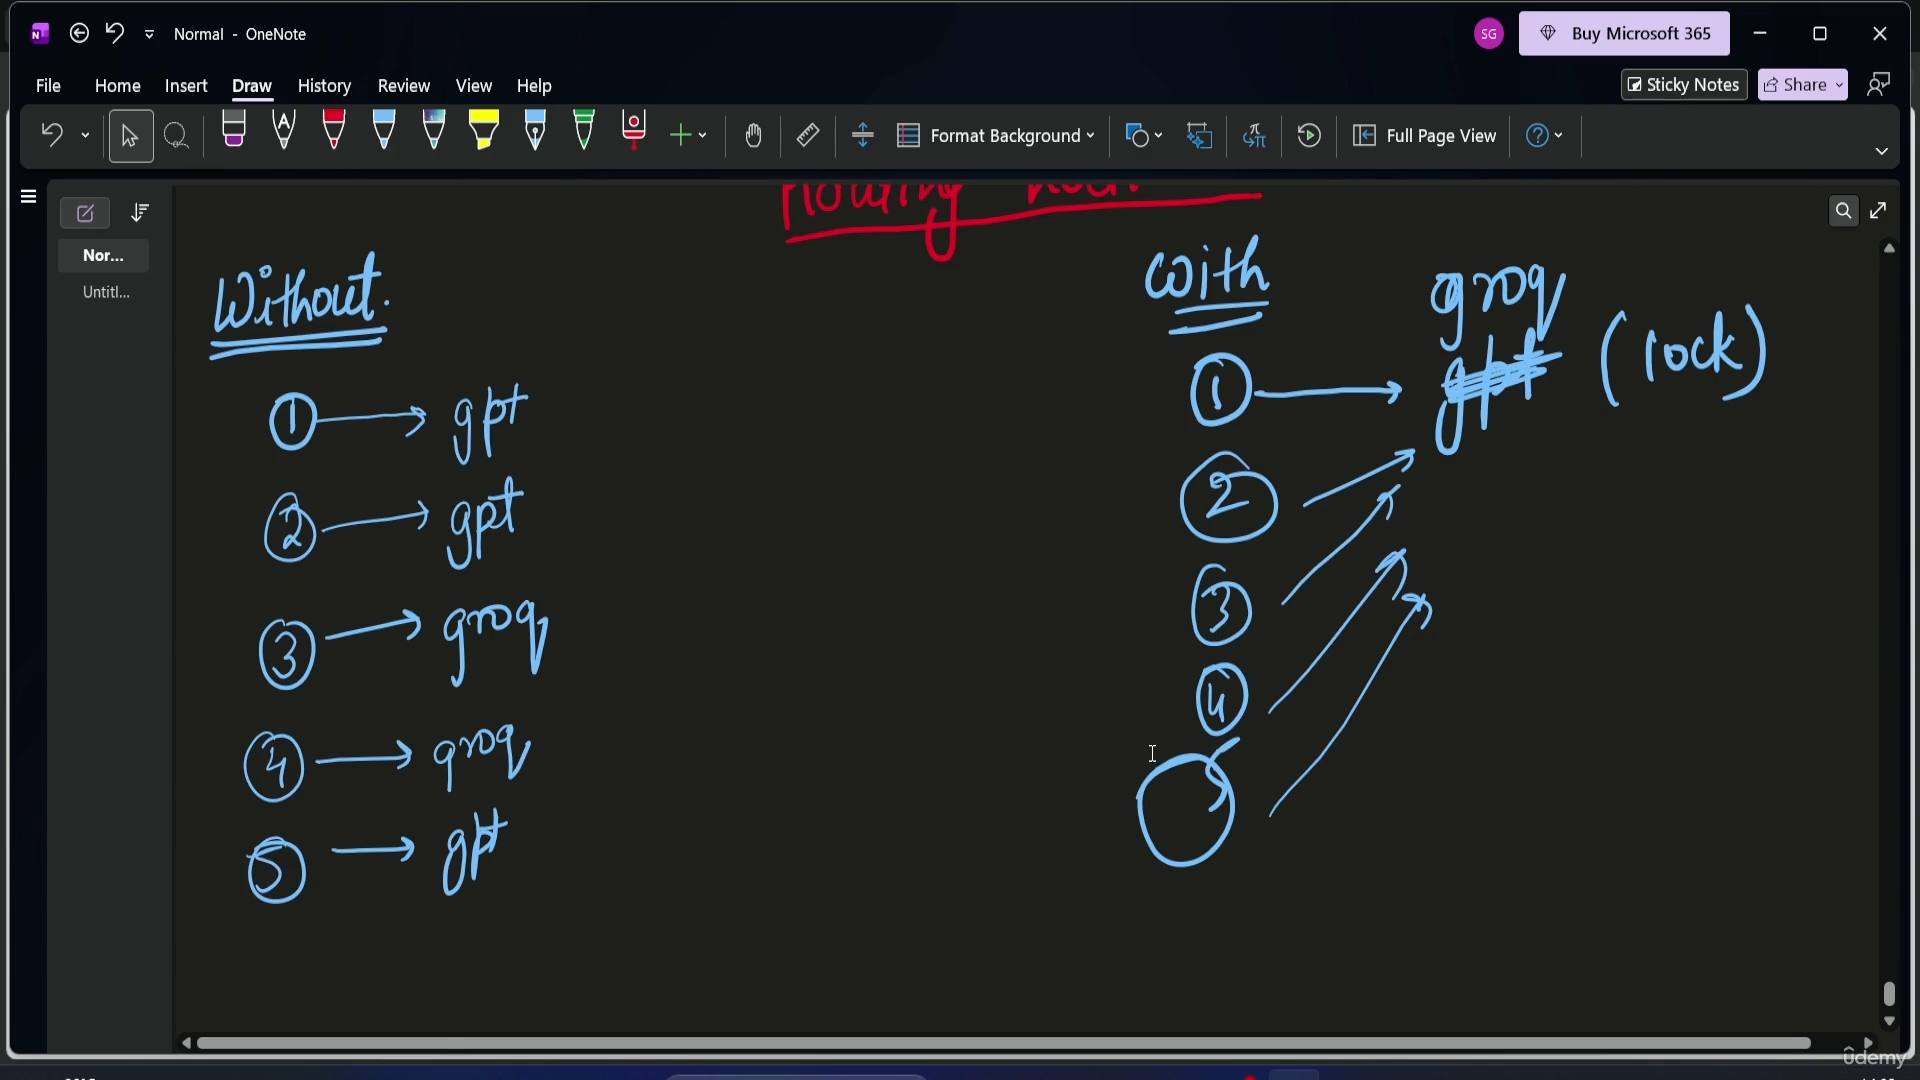 Normal - OneNote
SG
Buy Microsoft 365
File Home Insert Draw History Review View Help
Sticky Notes
Share
Format Background
Full Page View
Nor...
Untitl...
Without.
1 → gpt
2 → gpt
3 → groq
4 → groq
5 → gpt
With
groq
1 → gpt (lock)
2
3
4
udemy